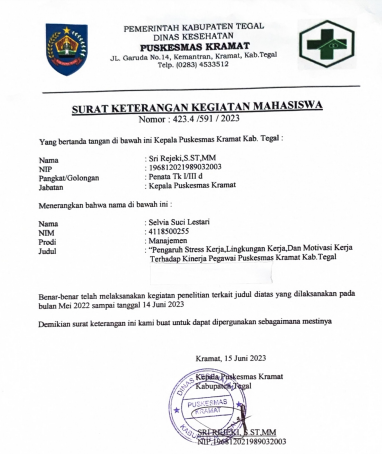 PEMERINTAH KABUPATEN TEGAL
DINAS KESEHATAN
PUSKESMAS KRAMAT
JL. Garuda No.14, Kemantran, Kramat, Kab.Tegal
Telp. (0283) 4533512
SURAT KETERANGAN KEGIATAN MAHASISWA
Nomor : 423.4 /591 / 2023
Yang bertanda tangan di bawah ini Kepala Puskesmas Kramat Kab. Tegal :
Nama : Sri Rejeki,S.ST,MM
NIP : 196812021989032003
Pangkat/Golongan : Penata Tk I/III d
Jabatan : Kepala Puskesmas Kramat
Menerangkan bahwa nama di bawah ini :
Nama : Selvia Suci Lestari
NIM : 4118500255
Prodi : Manajemen
Judul : "Pengaruh Stress Kerja,Lingkungan Kerja,Dan Motivasi Kerja
Terhadap Kinerja Pegawai Puskesmas Kramat Kab.Tegal
Benar-benar telah melaksanakan kegiatan penelitian terkait judul diatas yang dilaksanakan pada
bulan Mei 2022 sampai tanggal 14 Juni 2023
Demikian surat keterangan ini kami buat untuk dapat dipergunakan sebagaimana mestinya
Kramat, 15 Juni 2023
Kepala Puskesmas Kramat
Kabupaten Tegal
PUSKESMAS
KRAMAT
SRI REJEKI, S.ST,MM
NIP.196812021989032003